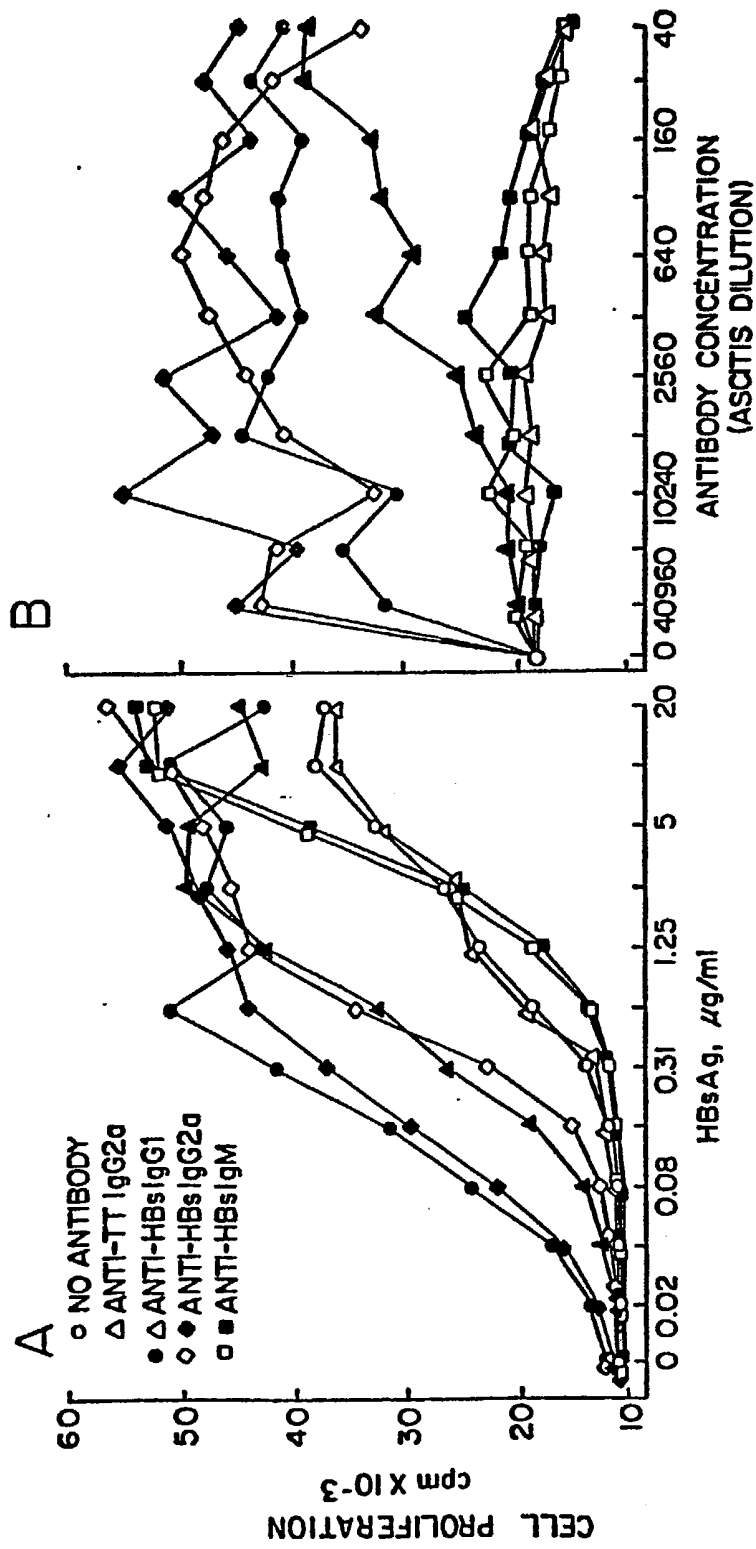 A
○ NO ANTIBODY
△ ANTI-TT IgG2a
● △ ANTI-HBs IgG1
◇ ◆ ANTI-HBs IgG2a
□ ■ ANTI-HBs IgM
CELL PROLIFERATION
cpm X 10-3
60
50
40
30
20
10
0 0.02 0.08 0.31 1.25 5 20
HBsAg, µg/ml
B
0 40960 10240 2560 640 160 40
ANTIBODY CONCENTRATION
(ASCITIS DILUTION)